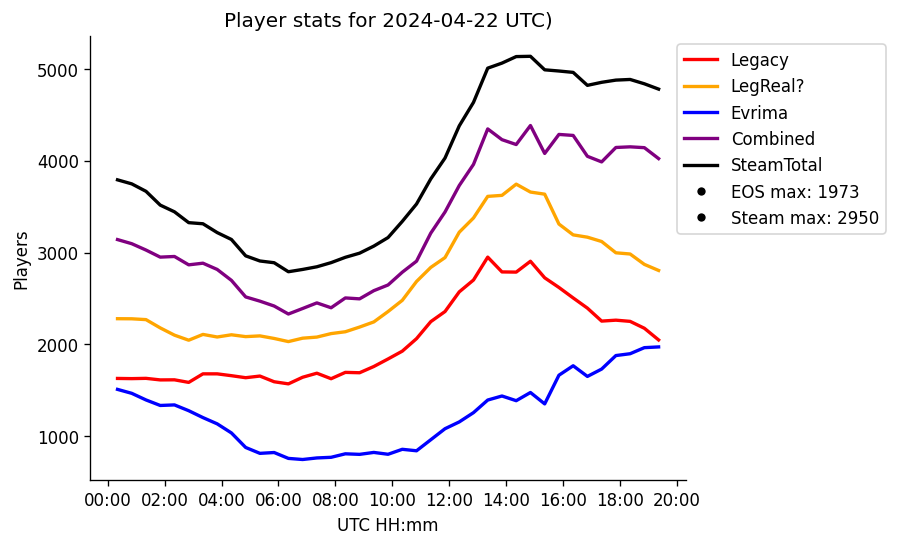 Player stats for 2024-04-22 UTC)
Legacy
LegReal?
Evrima
Combined
SteamTotal
EOS max: 1973
Steam max: 2950
5000
4000
3000
2000
1000
Players
00:00 02:00 04:00 06:00 08:00 10:00 12:00 14:00 16:00 18:00 20:00
UTC HH:mm